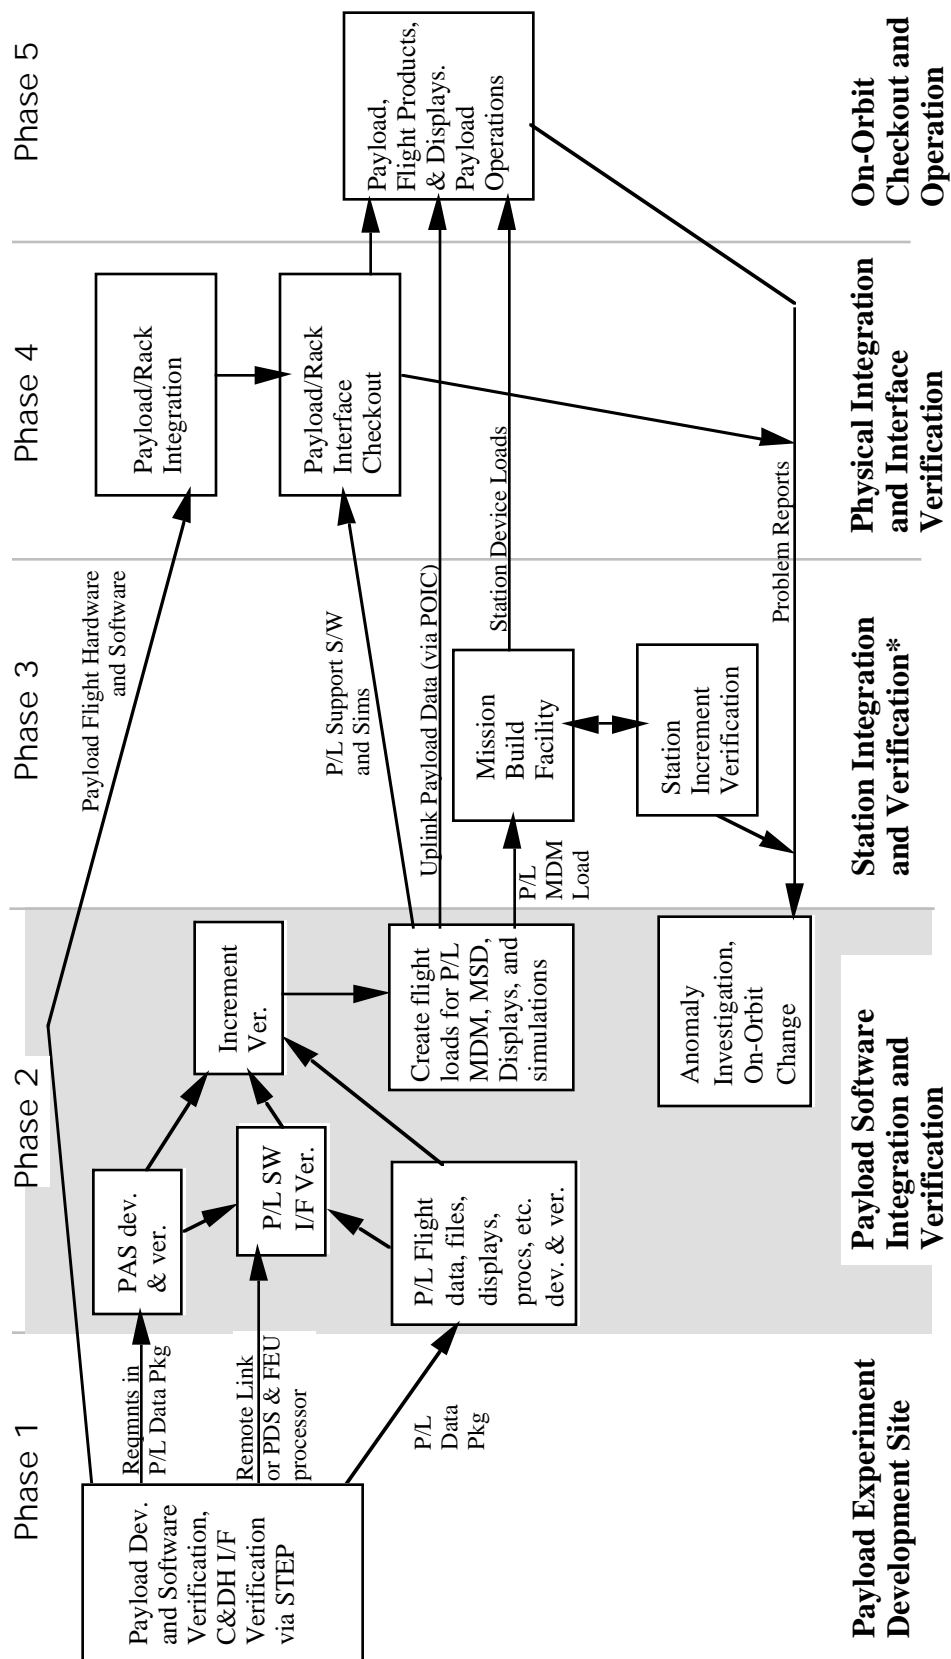 Phase 1
Phase 2
Phase 3
Phase 4
Phase 5
Payload Dev.
and Software
Verification,
C&DH I/F
Verification
via STEP
Reqmnts in
P/L Data Pkg
Remote Link
or PDS & FEU
processor
P/L
Data
Pkg
PAS dev.
& ver.
P/L SW
I/F Ver.
P/L Flight
data, files,
displays,
procs, etc.
dev. & ver.
Increment
Ver.
Create flight
loads for P/L
MDM, MSD,
Displays, and
simulations
Anomaly
Investigation,
On-Orbit
Change
Payload Flight Hardware
and Software
P/L Support S/W
and Sims
Uplink Payload Data (via POIC)
P/L
MDM
Load
Mission
Build
Facility
Station
Increment
Verification
Station Device Loads
Problem Reports
Payload/Rack
Integration
Payload/Rack
Interface
Checkout
Payload,
Flight Products,
& Displays.
Payload
Operations
Payload Experiment
Development Site
Payload Software
Integration and
Verification
Station Integration
and Verification*
Physical Integration
and Interface
Verification
On-Orbit
Checkout and
Operation